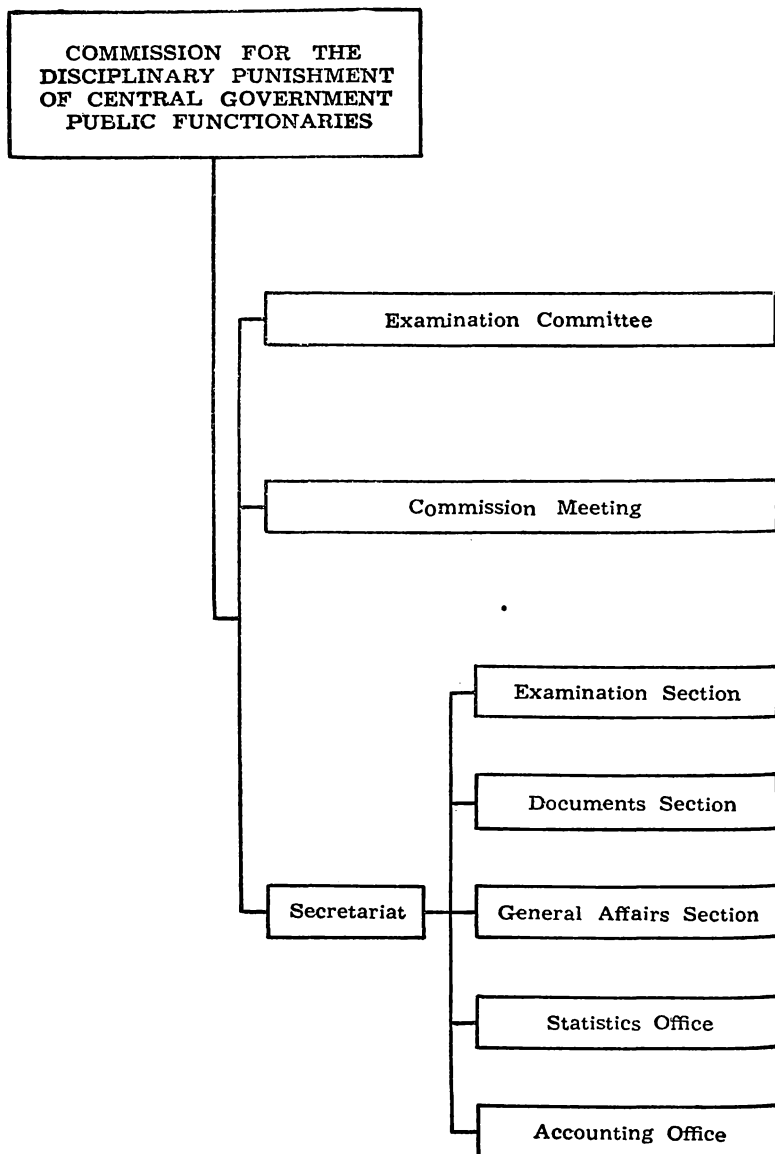 COMMISSION FOR THE
DISCIPLINARY PUNISHMENT
OF CENTRAL GOVERNMENT
PUBLIC FUNCTIONARIES
Examination Committee
Commission Meeting
Examination Section
Documents Section
Secretariat
General Affairs Section
Statistics Office
Accounting Office